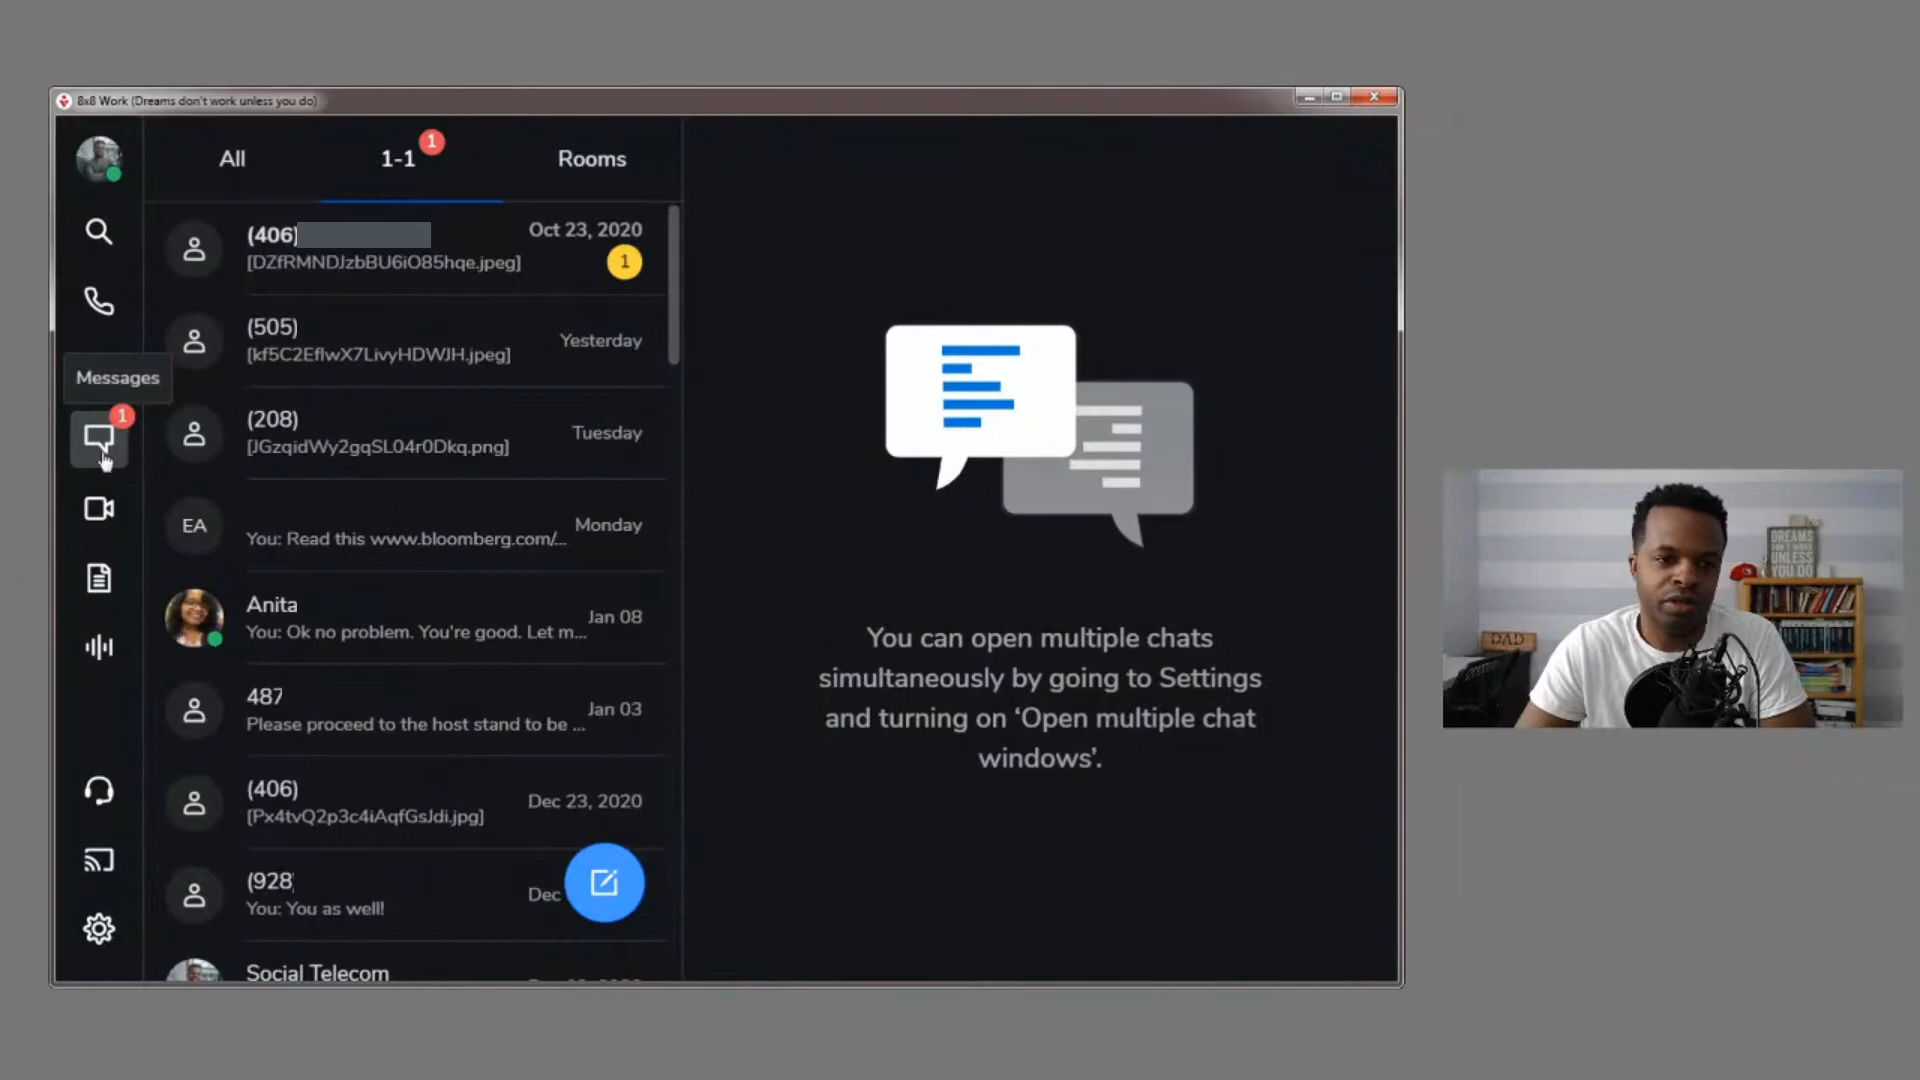 8x8 Work (Dreams don't work unless you do)
All
1-1
1
Rooms
(406)
Oct 23, 2020
[DZfRMNDJzbBU6iO85hqe.jpeg]
1
(505)
Yesterday
[kf5C2EflwX7LivyHDWJH.jpeg]
Messages
1
(208)
Tuesday
[JGzqidWy2gqSL04r0Dkq.png]
EA
Monday
You: Read this www.bloomberg.com/...
Anita
Jan 08
You: Ok no problem. You're good. Let m...
487
Jan 03
Please proceed to the host stand to be ...
(406)
Dec 23, 2020
[Px4tvQ2p3c4iAqfGsJdi.jpg]
(928)
Dec
You: You as well!
Social Telecom
You can open multiple chats
simultaneously by going to Settings
and turning on ‘Open multiple chat
windows’.
DREAMS
DON'T WORK
UNLESS
YOU DO
DAD